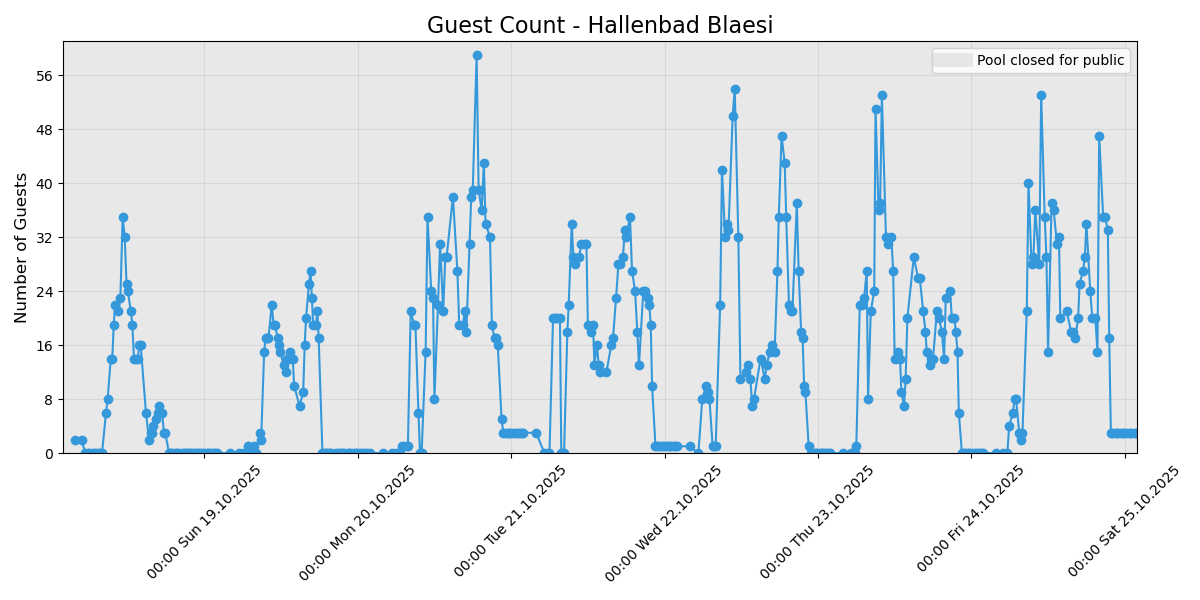 Guest Count - Hallenbad Blaesi
Pool closed for public
Number of Guests
56
48
40
32
24
16
8
0
00:00 Sun 19.10.2025
00:00 Mon 20.10.2025
00:00 Tue 21.10.2025
00:00 Wed 22.10.2025
00:00 Thu 23.10.2025
00:00 Fri 24.10.2025
00:00 Sat 25.10.2025